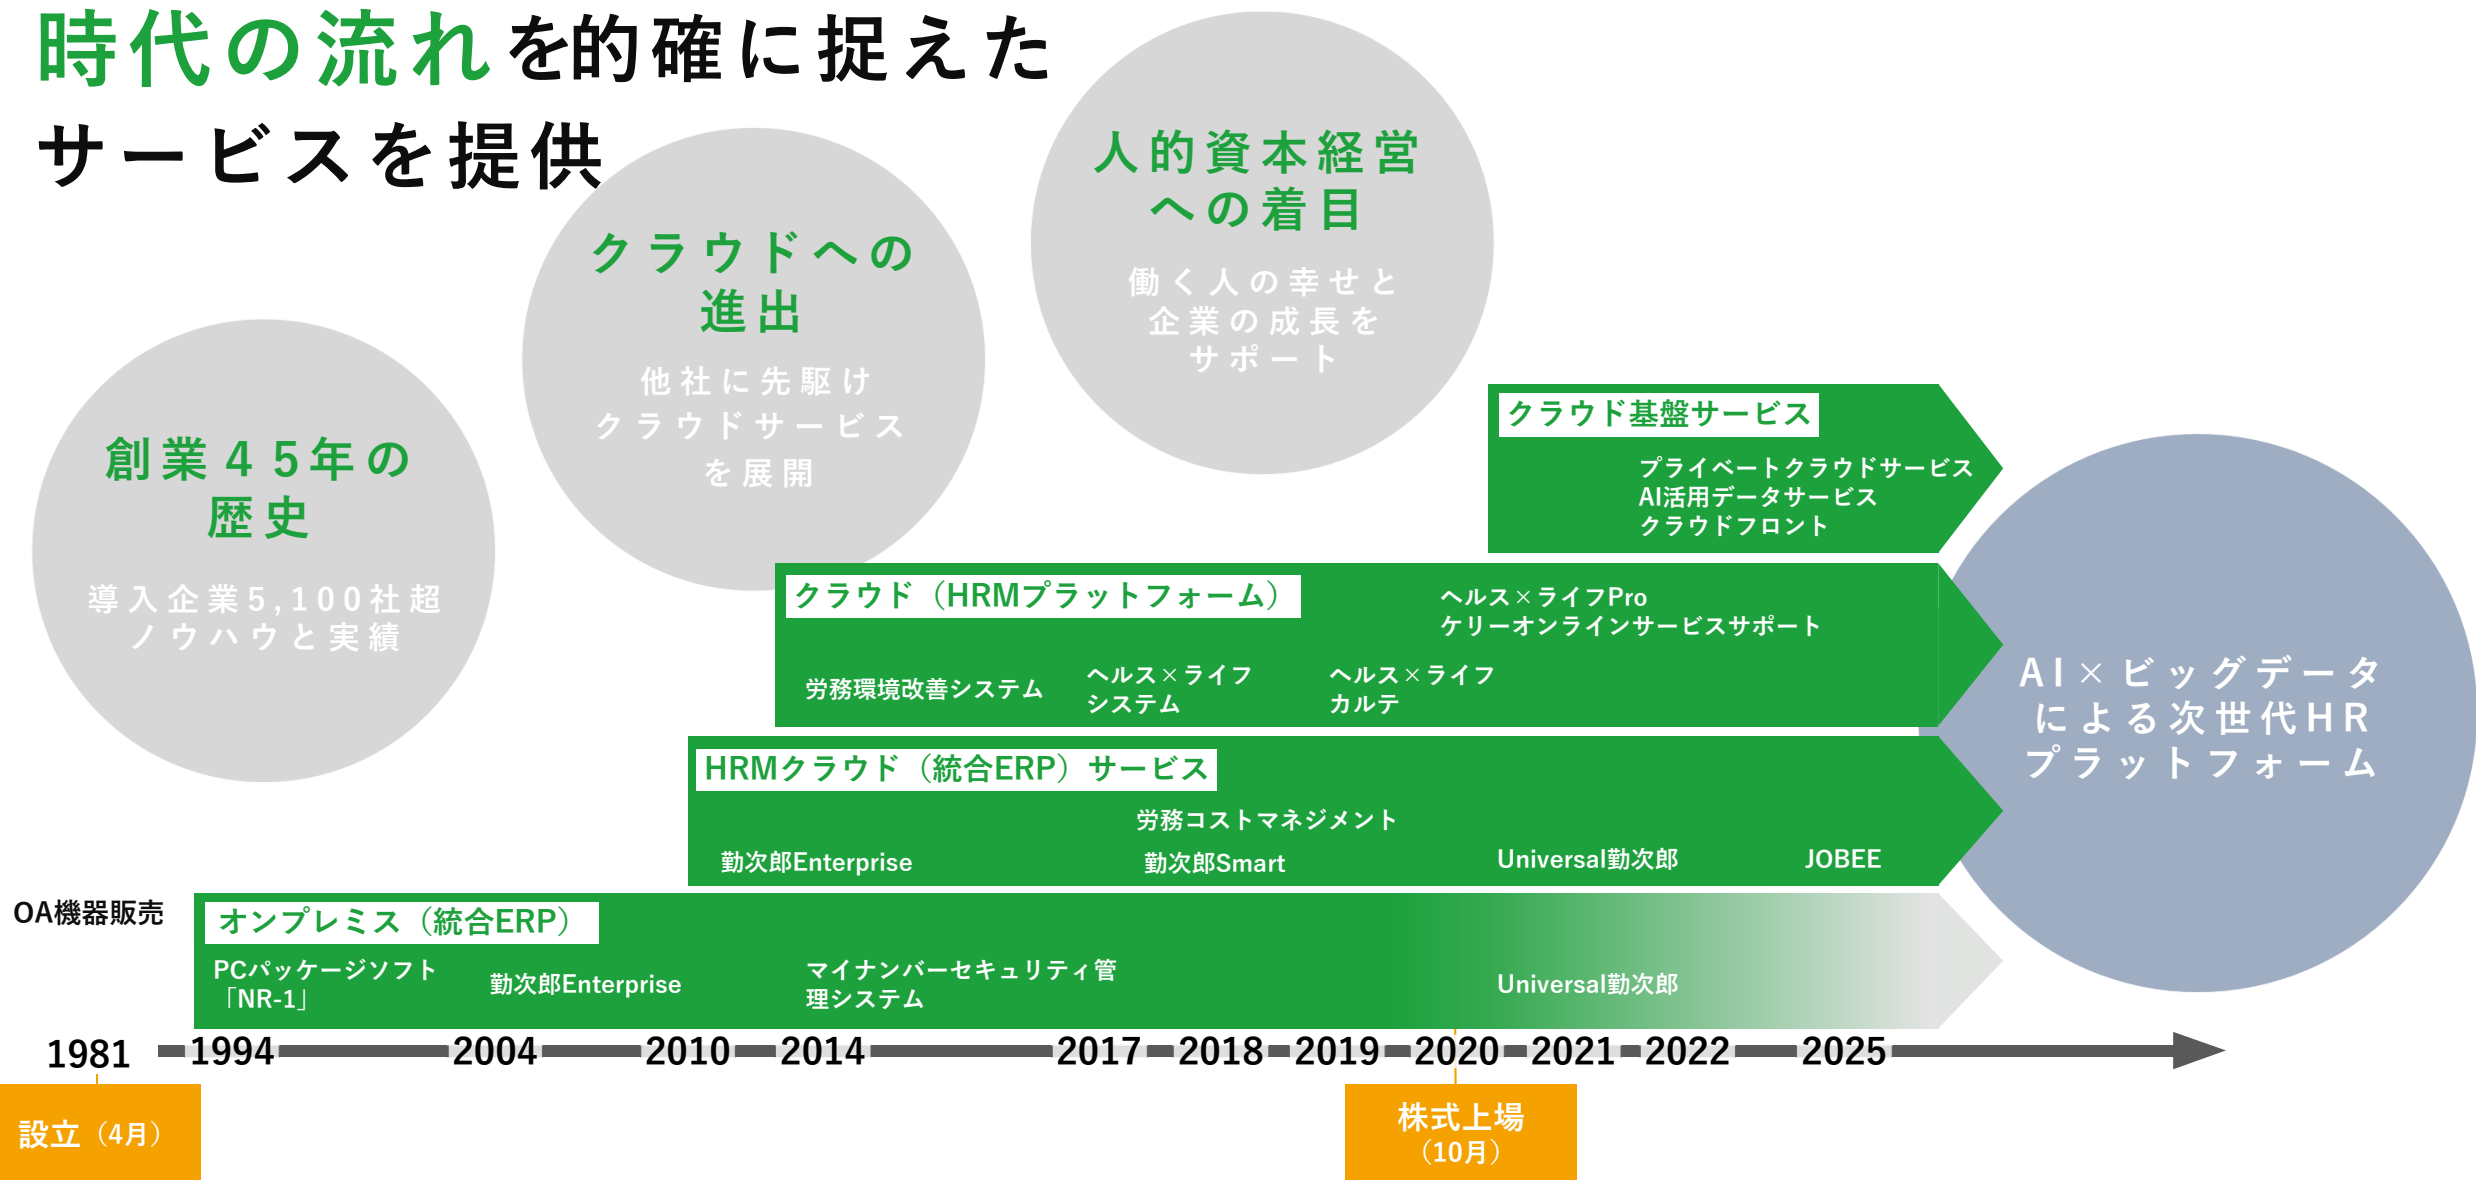 時代の流れを的確に捉えた
サービスを提供
人的資本経営
への着目
働く人の幸せと
企業の成長を
サポート
クラウドへの
進出
他社に先駆け
クラウドサービス
を展開
創業45年の
歴史
導入企業5,100社超
ノウハウと実績
クラウド基盤サービス
プライベートクラウドサービス
AI活用データサービス
クラウドフロント
クラウド（HRMプラットフォーム）
ヘルス×ライフPro
ケリーオンラインサービスサポート
労務環境改善システム
ヘルス×ライフ
システム
ヘルス×ライフ
カルテ
AI×ビッグデータ
による次世代HR
プラットフォーム
HRMクラウド（統合ERP）サービス
労務コストマネジメント
勤次郎Enterprise
勤次郎Smart
Universal勤次郎
JOBEE
OA機器販売
オンプレミス（統合ERP）
PCパッケージソフト
「NR-1」
勤次郎Enterprise
マイナンバーセキュリティ管
理システム
Universal勤次郎
1981
1994
2004
2010
2014
2017
2018
2019
2020
2021
2022
2025
設立（4月）
株式上場
（10月）